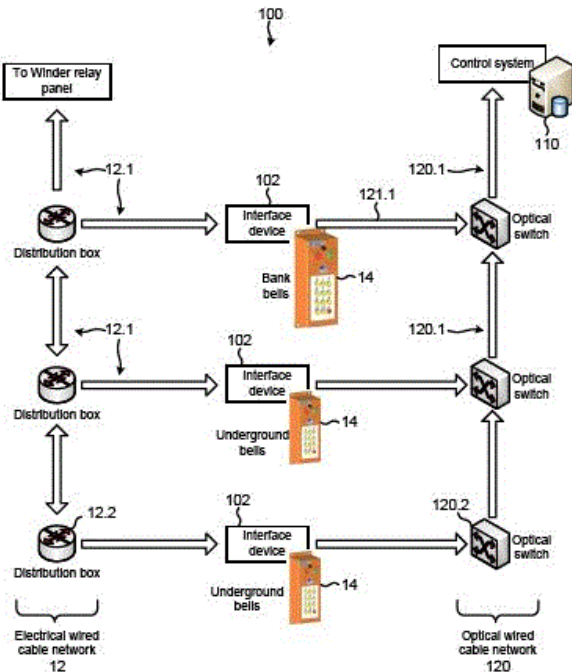 100
To Winder relay
panel
Control system
110
12.1
102
120.1
121.1
Interface
device
Optical
switch
Distribution box
Bank
bells
14
12.1
102
120.1
Interface
device
Optical
switch
Distribution box
Underground
bells
14
12.2
102
120.2
Interface
device
Optical
switch
Distribution box
Underground
bells
14
Electrical wired
cable network
12
Optical wired
cable network
120